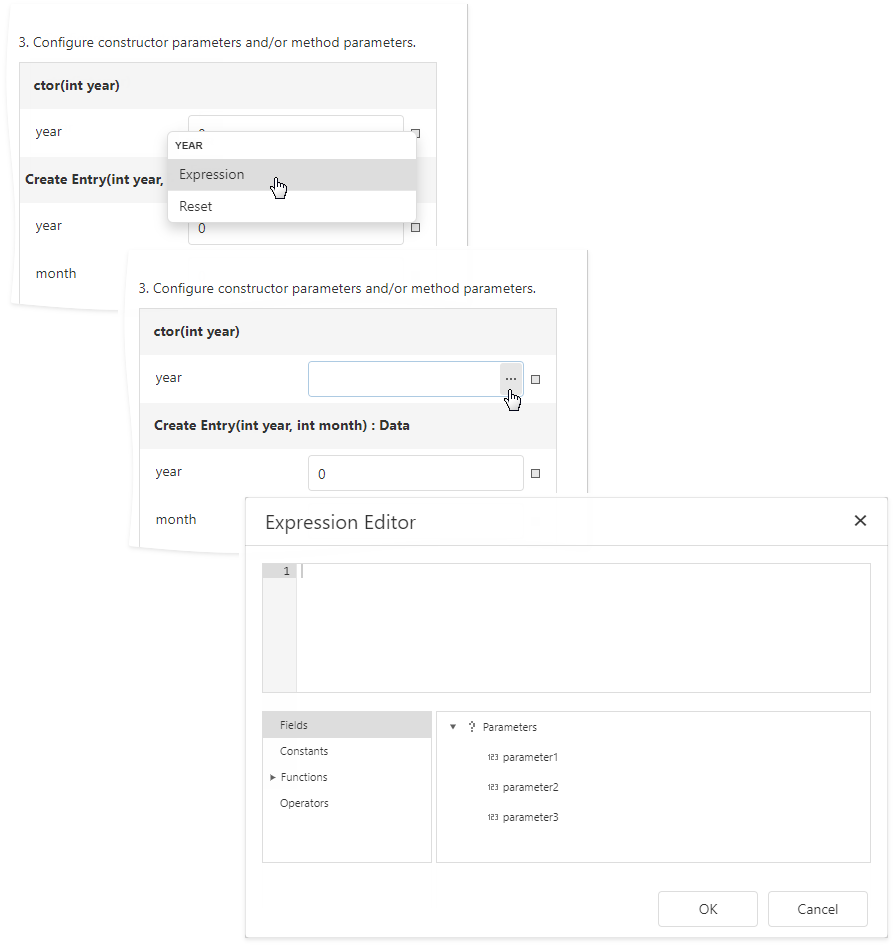 3. Configure constructor parameters and/or method parameters.
ctor(int year)
year
YEAR
Expression
Create Entry(int year,
Reset
year
0
month
3. Configure constructor parameters and/or method parameters.
ctor(int year)
year
...
Create Entry(int year, int month) : Data
year
0
month
Expression Editor
1
Fields
Constants
Functions
Operators
? Parameters
123 parameter1
123 parameter2
123 parameter3
OK
Cancel